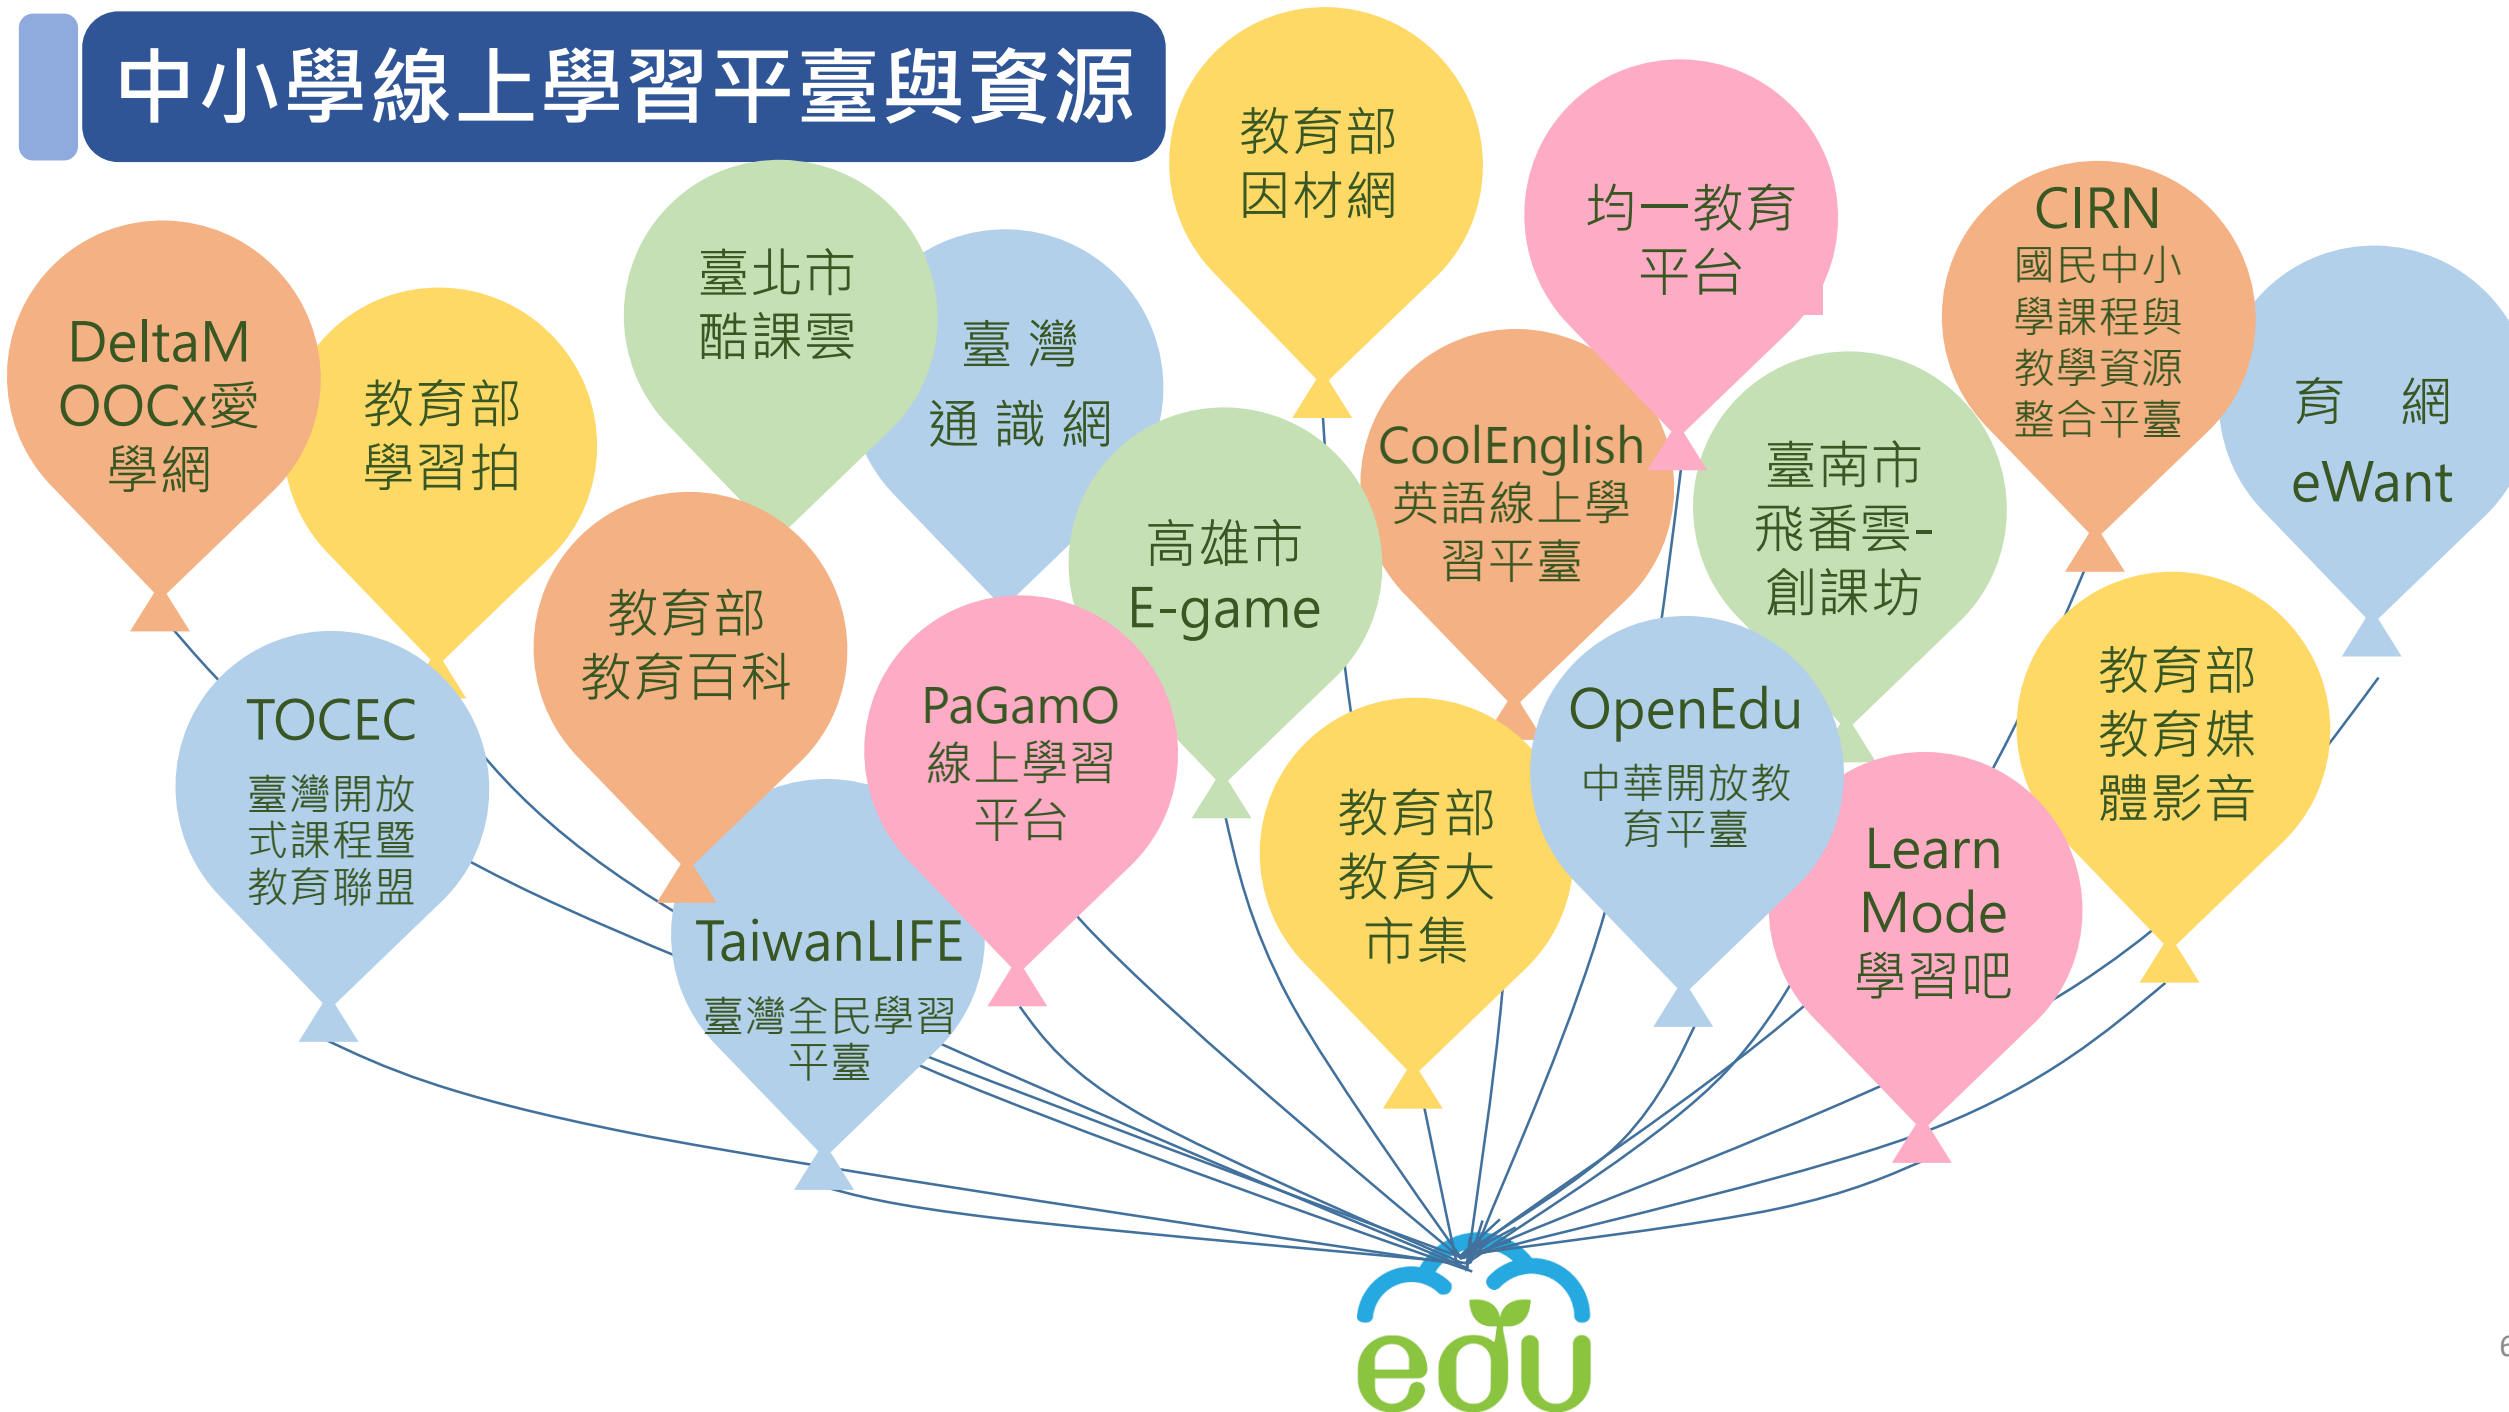 中小學線上學習平臺與資源
DeltaM
OOCx愛
學網
教育部
學習拍
臺北市
酷課雲
臺灣
通識網
教育部
因材網
均一教育
平台
CIRN
國民中小
學課程與
教學資源
整合平臺
育 網
eWant
教育部
教育百科
高雄市
E-game
CoolEnglish
英語線上學
習平臺
臺南市
飛番雲-
創課坊
TOCEC
臺灣開放
式課程暨
教育聯盟
TaiwanLIFE
臺灣全民學習
平臺
PaGamO
線上學習
平台
教育部
教育大
市集
OpenEdu
中華開放教
育平臺
Learn
Mode
學習吧
教育部
教育媒
體影音
edu